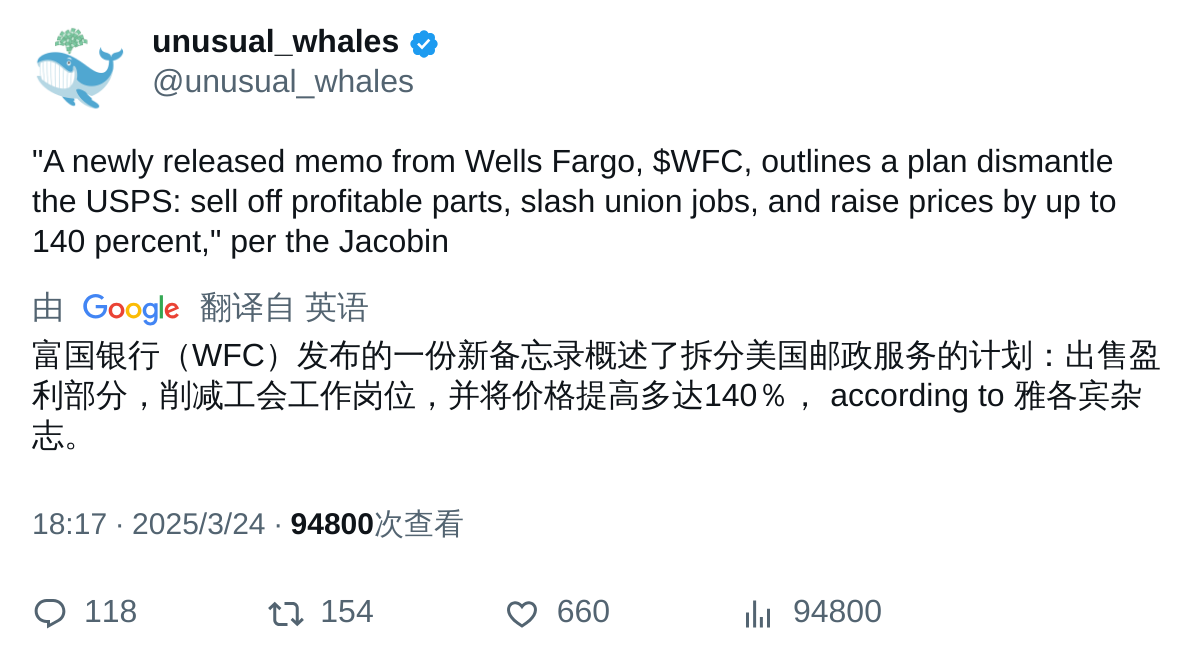 unusual_whales
@unusual_whales
"A newly released memo from Wells Fargo, $WFC, outlines a plan dismantle
the USPS: sell off profitable parts, slash union jobs, and raise prices by up to
140 percent," per the Jacobin
由 Google 翻译自 英语
富国银行（WFC）发布的一份新备忘录概述了拆分美国邮政服务的计划：出售盈
利部分，削减工会工作岗位，并将价格提高多达140％， according to 雅各宾杂
志。
18:17 · 2025/3/24 · 94800次查看
118 154 660 94800